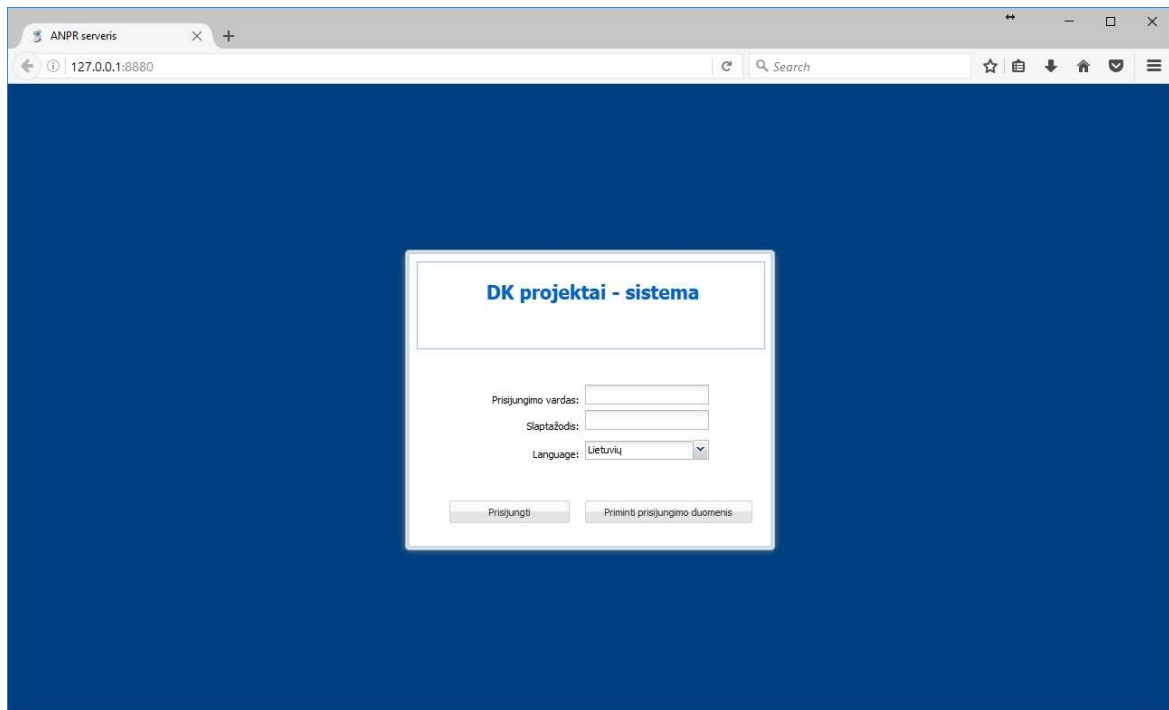 ANPR serveris
127.0.0.1:8880
Search
DK projektai - sistema
Prisijungimo vardas:
Slaptažodis:
Language: Lietuvių
Prisijungti Priminti prisijungimo duomenis